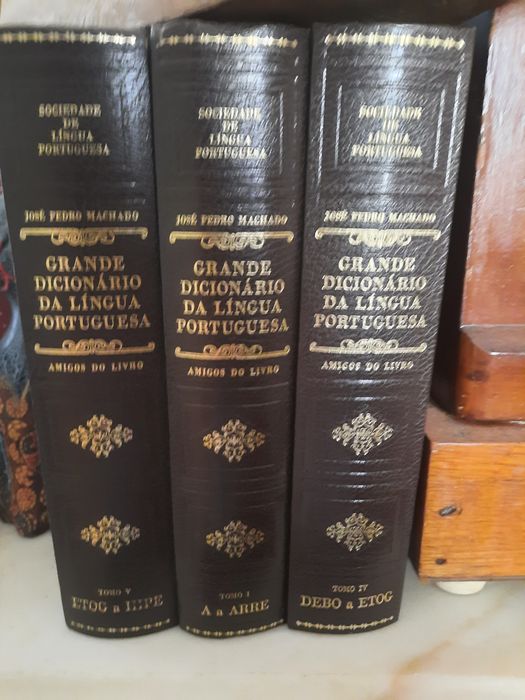 SOCIEDADE
DE
LÍNGUA
PORTUGUESA
JOSÉ PEDRO MACHADO
GRANDE
DICIONÁRIO
DA LÍNGUA
PORTUGUESA
AMIGOS DO LIVRO
TOMO V
ETOG a
SOCIEDADE
DE
LÍNGUA
PORTUGUESA
JOSÉ PEDRO MACHADO
GRANDE
DICIONÁRIO
DA LÍNGUA
PORTUGUESA
AMIGOS DO LIVRO
TOMO I
A a ARRE
SOCIEDADE
DE
LÍNGUA
PORTUGUESA
JOSÉ PEDRO MACHADO
GRANDE
DICIONÁRIO
DA LÍNGUA
PORTUGUESA
AMIGOS DO LIVRO
TOMO IV
DEBO a ETOG